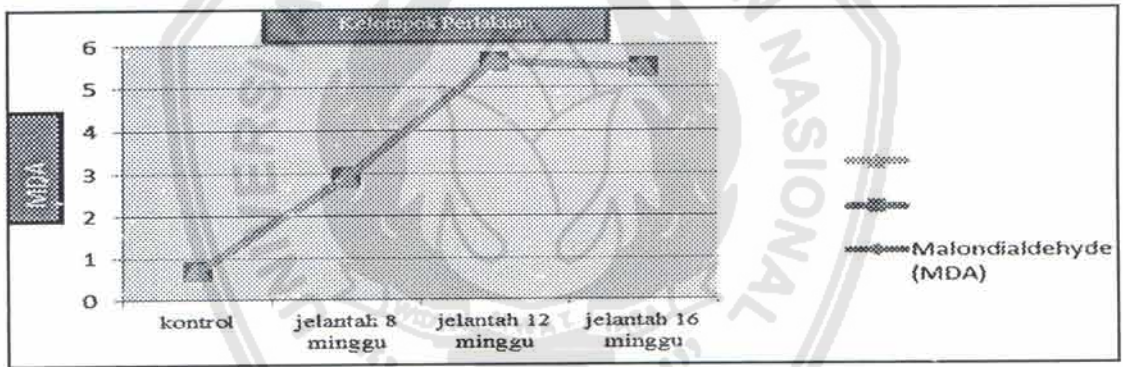 Kelompok Perlakuan
MDA
6
5
4
3
2
1
0
kontrol
jelantah 8
minggu
jelantah 12
minggu
jelantah 16
minggu
Malondialdehyde
(MDA)
NASIONAL